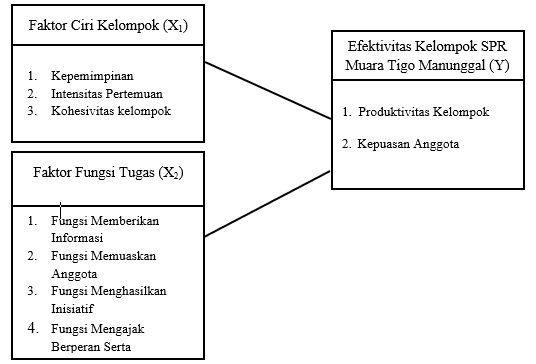 Faktor Ciri Kelompok (X₁)
1. Kepemimpinan
2. Intensitas Pertemuan
3. Kohesivitas kelompok
Faktor Fungsi Tugas (X₂)
1. Fungsi Memberikan
Informasi
2. Fungsi Memuaskan
Anggota
3. Fungsi Menghasilkan
Inisiatif
4. Fungsi Mengajak
Berperan Serta
Efektivitas Kelompok SPR
Muara Tigo Manunggal (Y)
1. Produktivitas Kelompok
2. Kepuasan Anggota